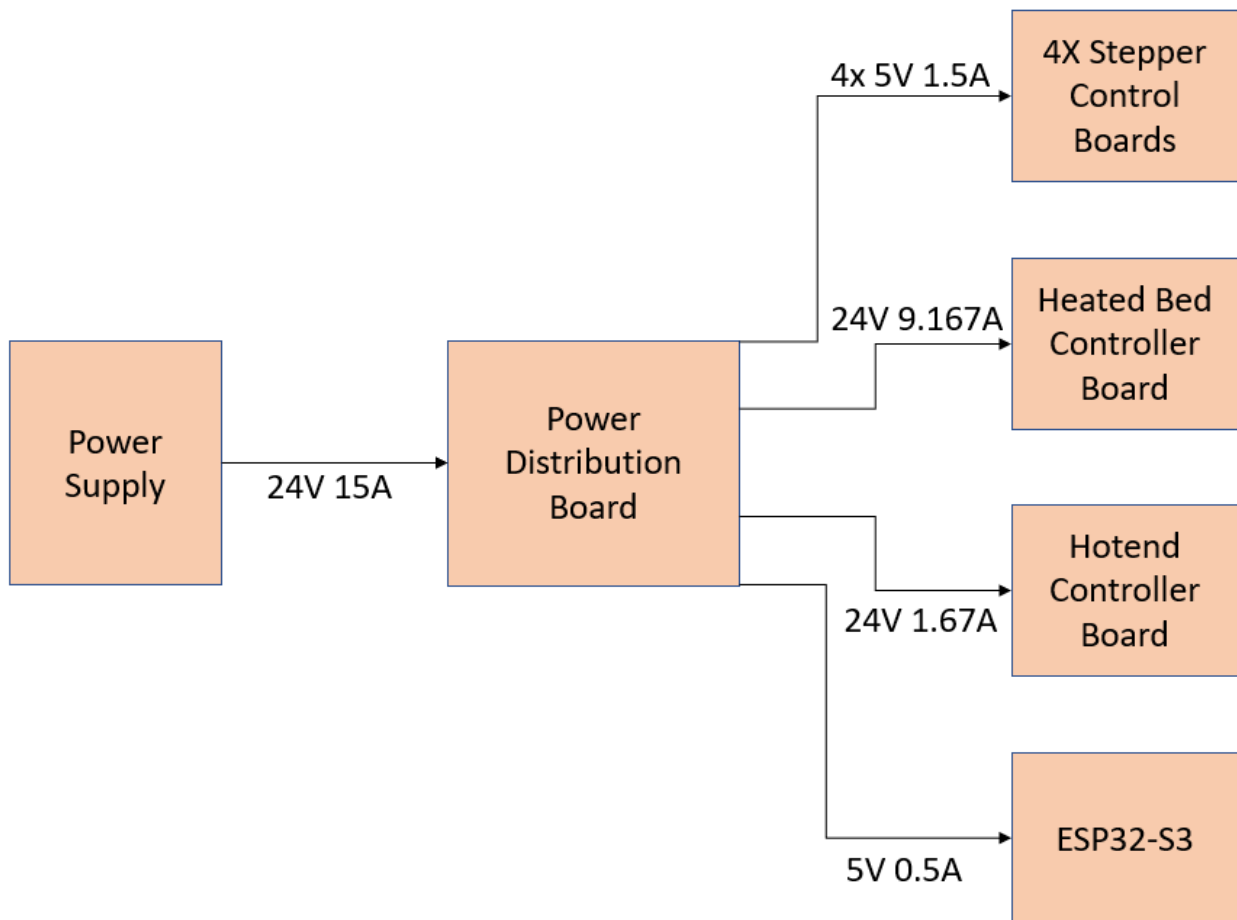 4X Stepper
Control
Boards
4x 5V 1.5A
Heated Bed
Controller
Board
24V 9.167A
Power
Supply
24V 15A
Power
Distribution
Board
Hotend
Controller
Board
24V 1.67A
ESP32-S3
5V 0.5A